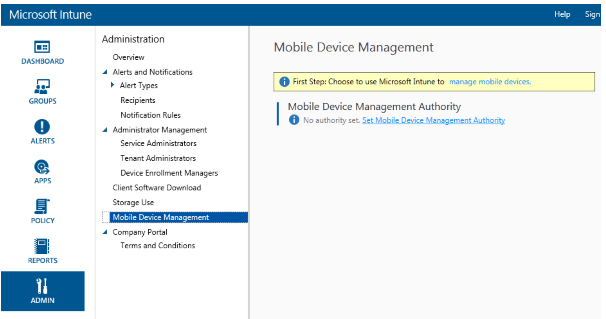 Microsoft Intune
Help Sign
DASHBOARD
GROUPS
ALERTS
APPS
POLICY
REPORTS
ADMIN
Administration
Overview
Alerts and Notifications
Alert Types
Recipients
Notification Rules
Administrator Management
Service Administrators
Tenant Administrators
Device Enrollment Managers
Client Software Download
Storage Use
Mobile Device Management
Company Portal
Terms and Conditions
Mobile Device Management
First Step: Choose to use Microsoft Intune to manage mobile devices.
Mobile Device Management Authority
No authority set. Set Mobile Device Management Authority